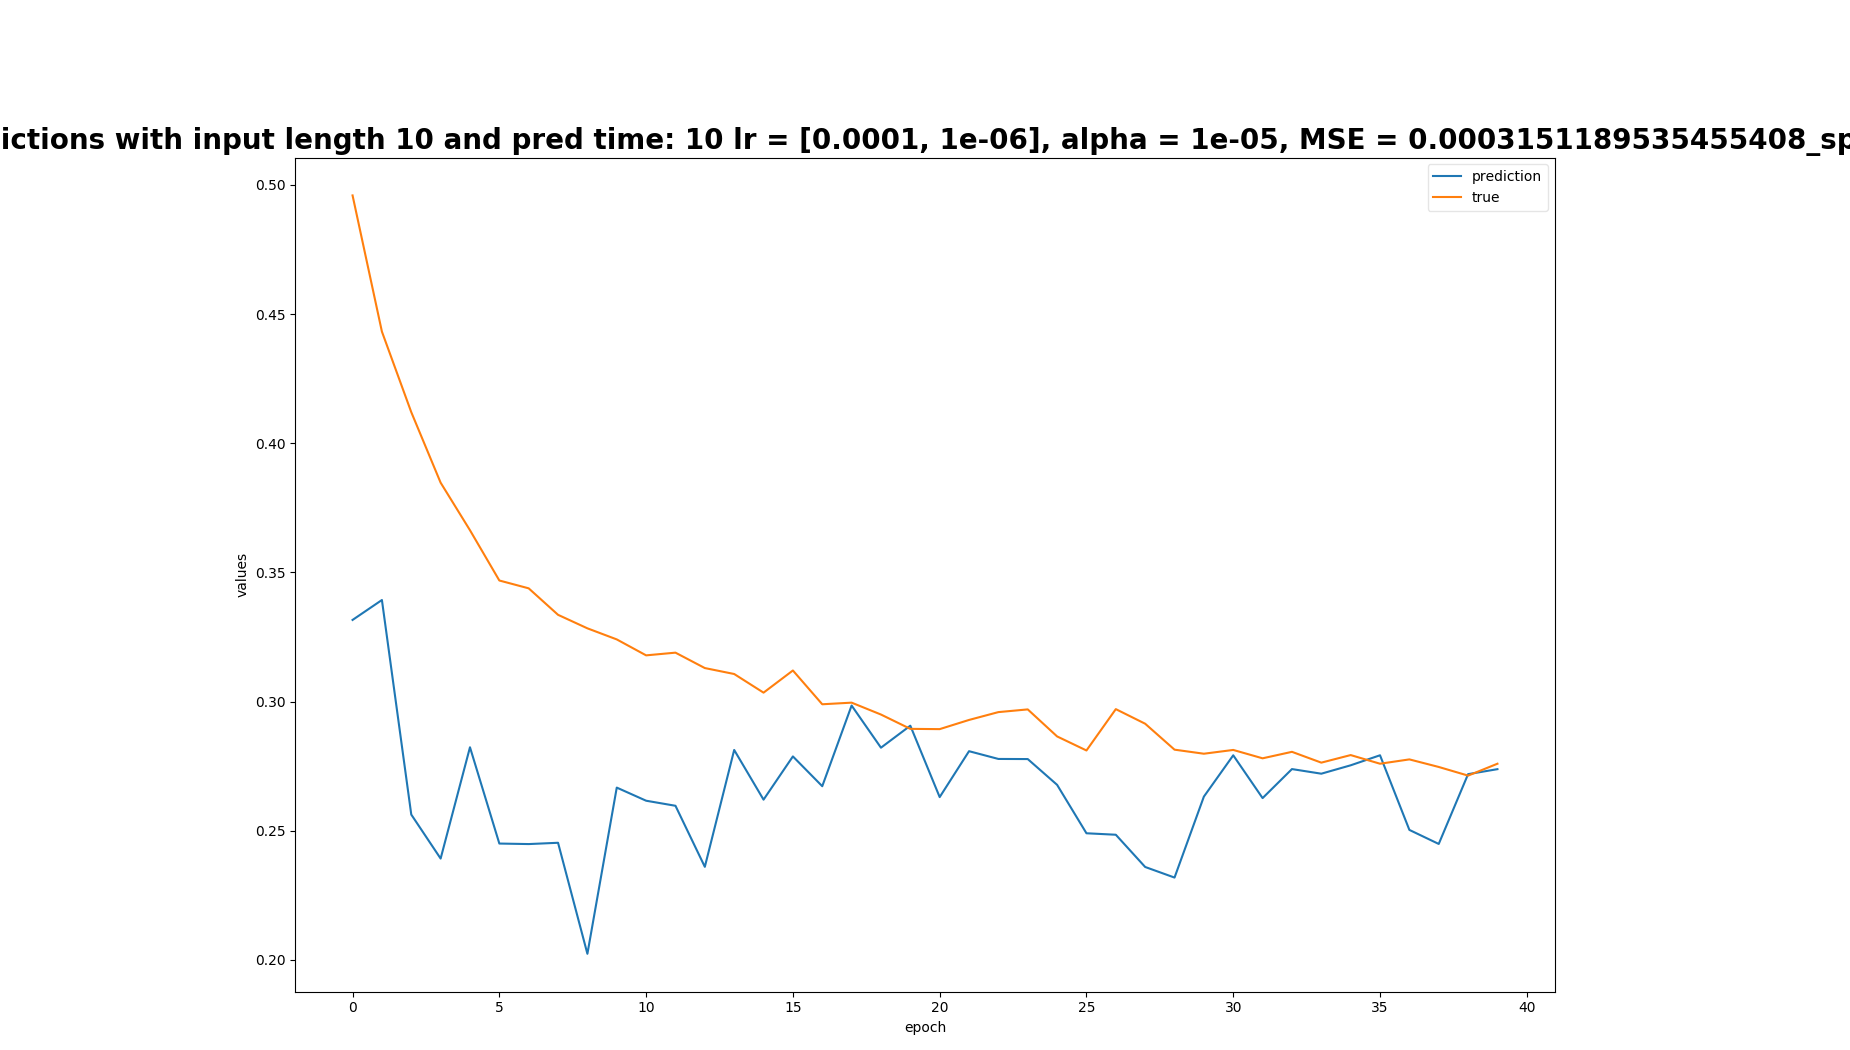 ictions with input length 10 and pred time: 10 lr = [0.0001, 1e-06], alpha = 1e-05, MSE = 0.0003151189535455408_sp
prediction
true
0.50
0.45
0.40
0.35
0.30
0.25
0.20
values
0 5 10 15 20 25 30 35 40
epoch